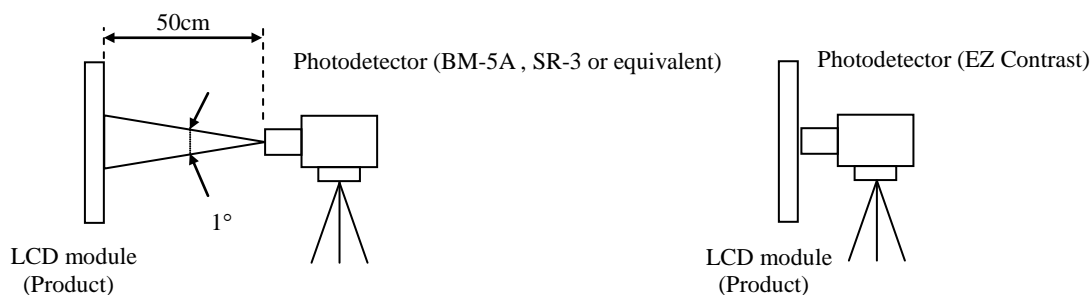 50cm
Photodetector (BM-5A , SR-3 or equivalent)
1°
LCD module
(Product)
Photodetector (EZ Contrast)
LCD module
(Product)